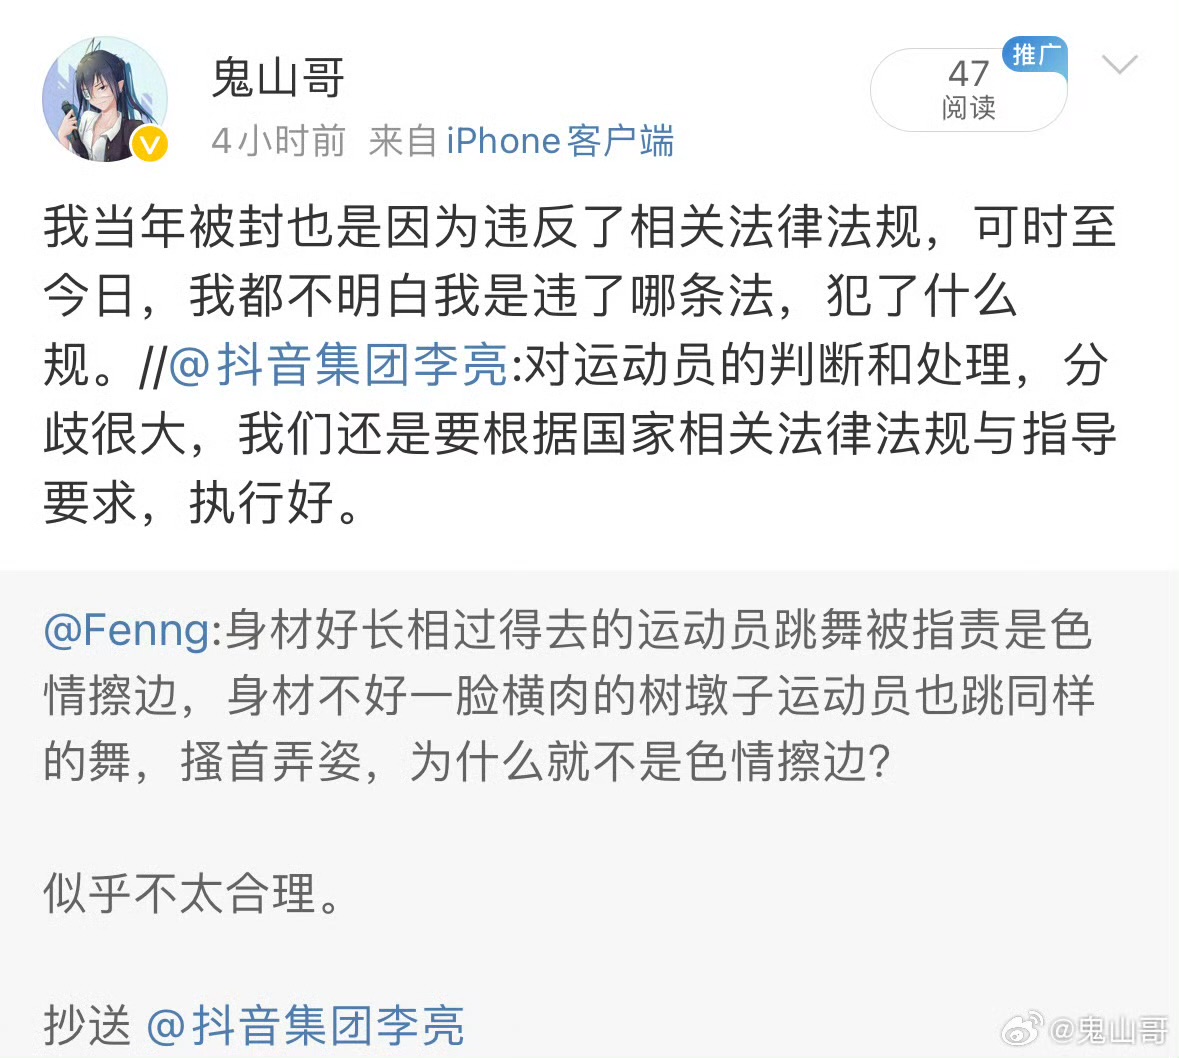 鬼山哥
推广
47
阅读
4小时前 来自 iPhone客户端
我当年被封也是因为违反了相关法律法规，可时至
今日，我都不明白我是违了哪条法，犯了什么
规。//@抖音集团李亮:对运动员的判断和处理，分
歧很大，我们还是要根据国家相关法律法规与指导
要求，执行好。
@Fenng:身材好长相过得去的运动员跳舞被指责是色
情擦边，身材不好一脸横肉的树墩子运动员也跳同样
的舞，搔首弄姿，为什么就不是色情擦边?
似乎不太合理。
抄送 @抖音集团李亮
@鬼山哥